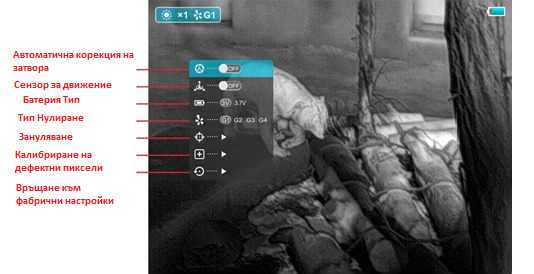 ×1 G1
Автоматична корекция на
затвора
A OFF
Сензор за движение
OFF
Батерия Тип
3V 3.7V
Тип Нулиране
G1 G2 G3 G4
Зануляване
Калибриране на
дефектни пиксели
Връщане към
фабрични настройки